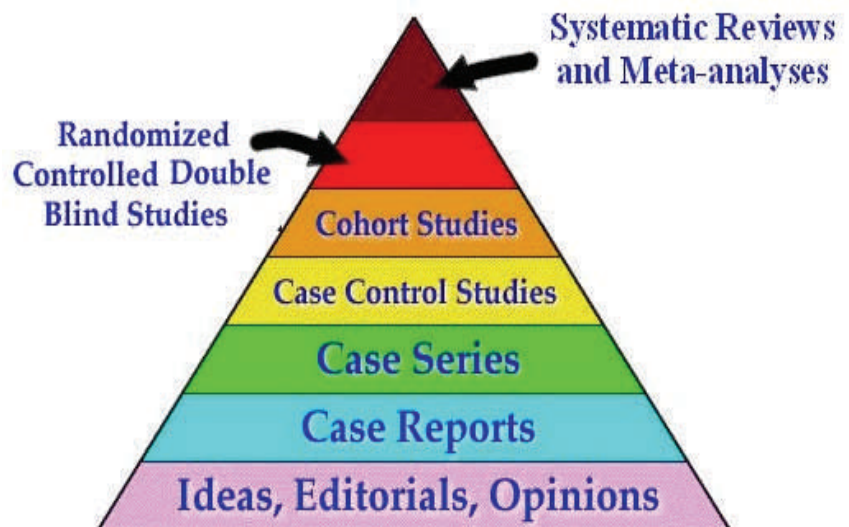 Systematic Reviews
and Meta-analyses
Randomized
Controlled Double
Blind Studies
Cohort Studies
Case Control Studies
Case Series
Case Reports
Ideas, Editorials, Opinions